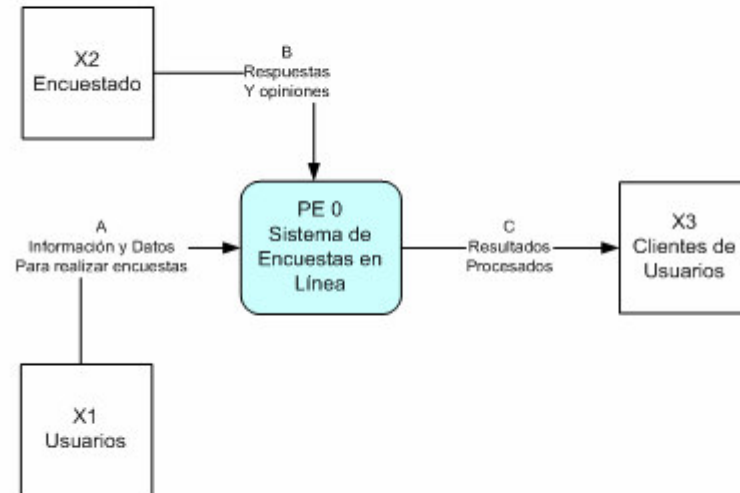 X2
Encuestado
B
Respuestas
Y opiniones
PE 0
Sistema de
Encuestas en
Línea
A
Información y Datos
Para realizar encuestas
C
Resultados
Procesados
X3
Clientes de
Usuarios
X1
Usuarios